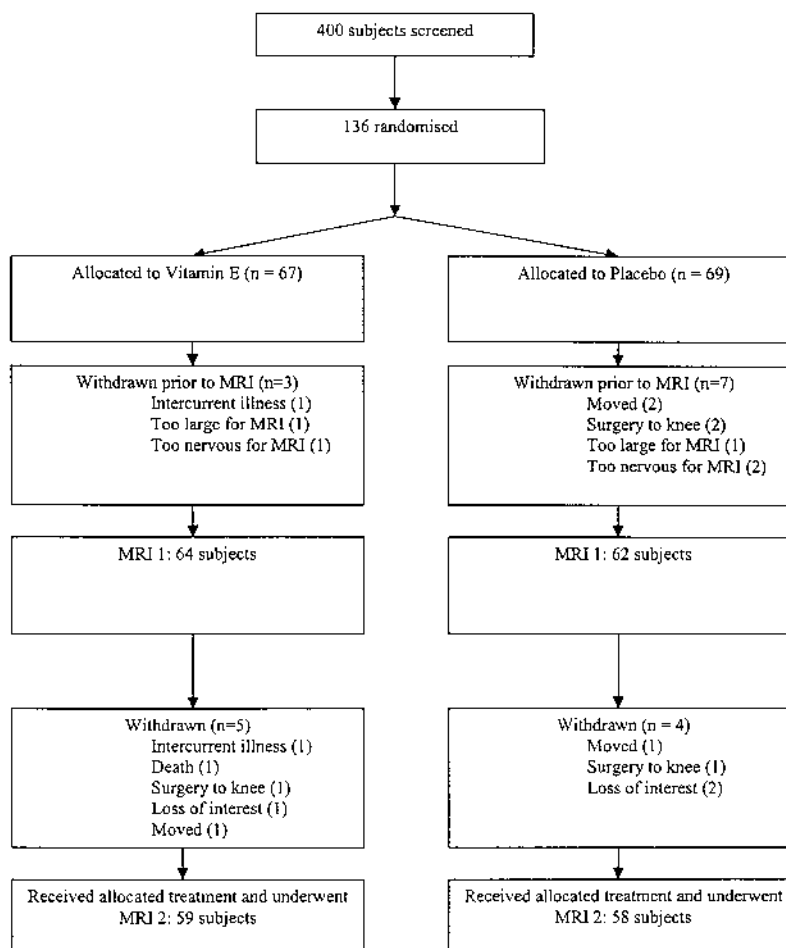 400 subjects screened
136 randomised
Allocated to Vitamin E (n = 67)
Allocated to Placebo (n = 69)
Withdrawn prior to MRI (n=3)
Intercurrent illness (1)
Too large for MRI (1)
Too nervous for MRI (1)
Withdrawn prior to MRI (n=7)
Moved (2)
Surgery to knee (2)
Too large for MRI (1)
Too nervous for MRI (2)
MRI 1: 64 subjects
MRI 1: 62 subjects
Withdrawn (n=5)
Intercurrent illness (1)
Death (1)
Surgery to knee (1)
Loss of interest (1)
Moved (1)
Withdrawn (n = 4)
Moved (1)
Surgery to knee (1)
Loss of interest (2)
Received allocated treatment and underwent
MRI 2: 59 subjects
Received allocated treatment and underwent
MRI 2: 58 subjects